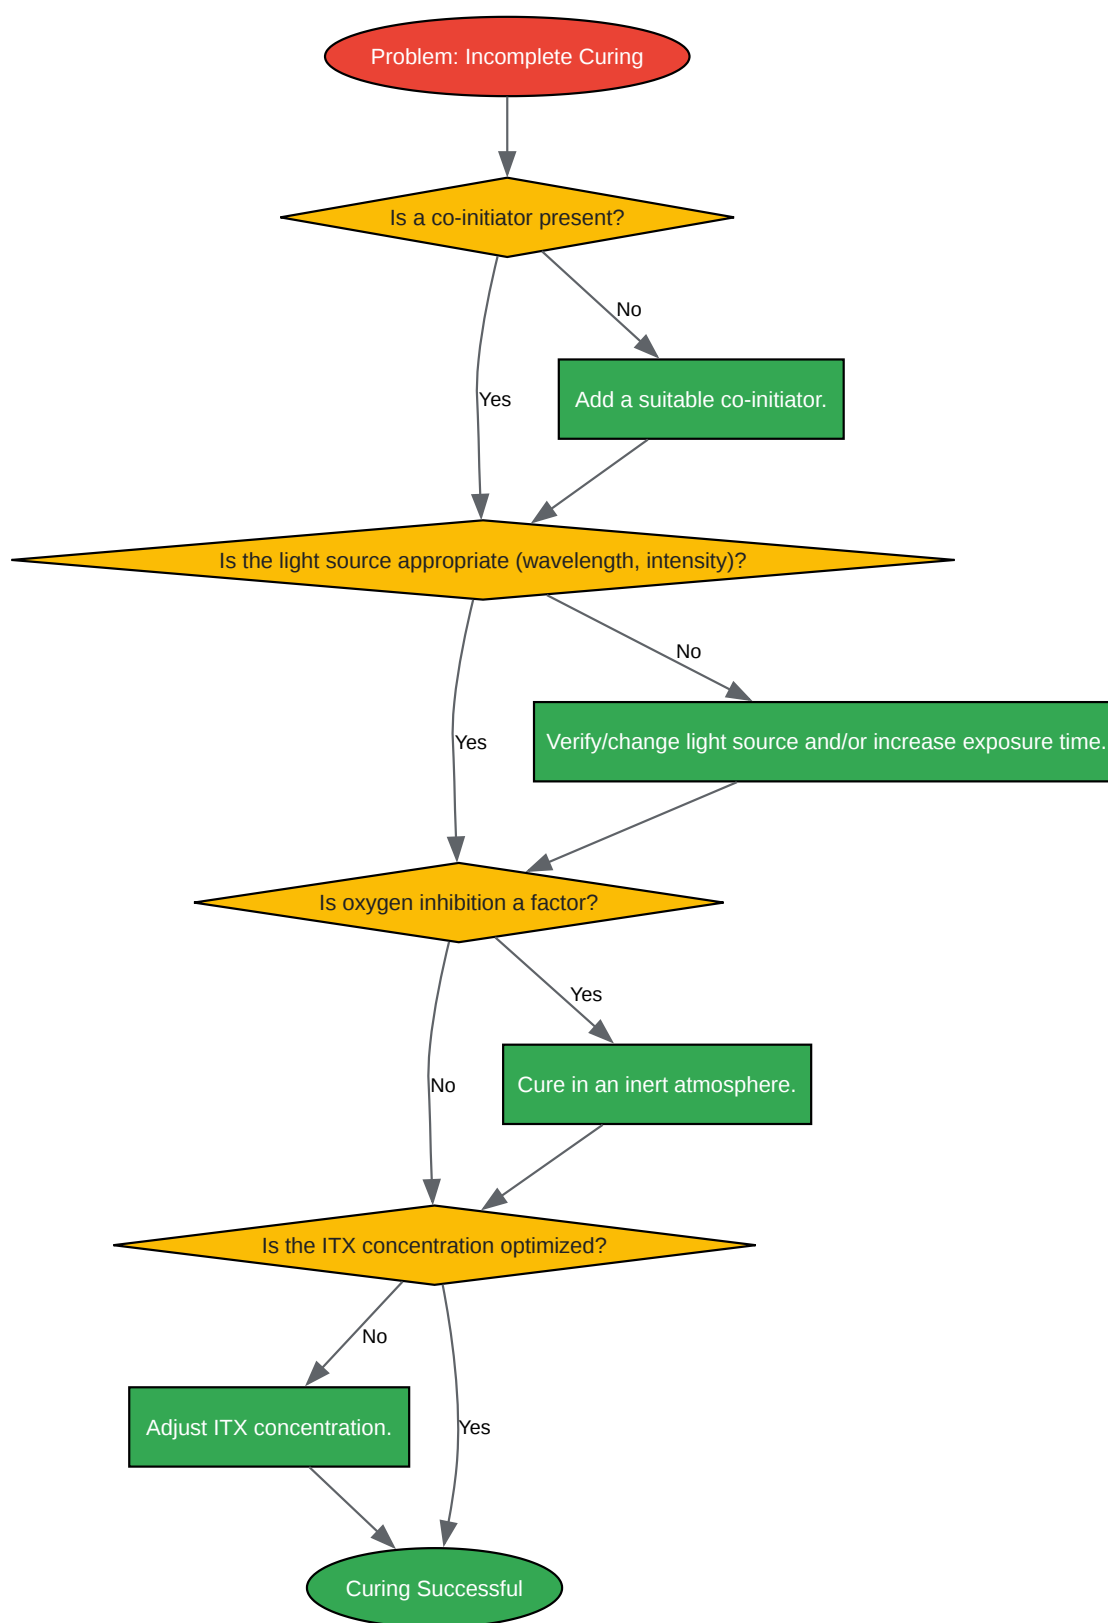 Problem: Incomplete Curing
Is a co-initiator present?
No
Yes
Add a suitable co-initiator.
Is the light source appropriate (wavelength, intensity)?
No
Yes
Verify/change light source and/or increase exposure time.
Is oxygen inhibition a factor?
Yes
No
Cure in an inert atmosphere.
Is the ITX concentration optimized?
No
Adjust ITX concentration.
Yes
Curing Successful